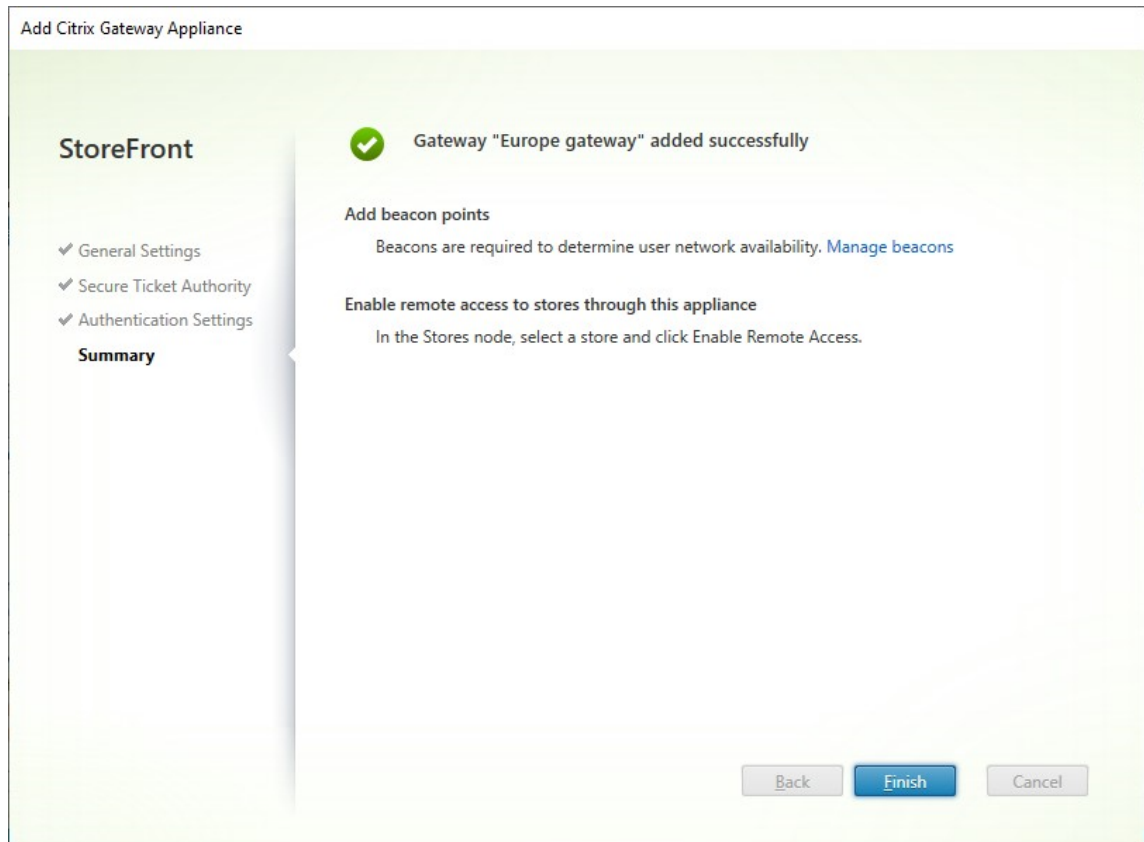 Add Citrix Gateway Appliance
StoreFront
General Settings
Secure Ticket Authority
Authentication Settings
Summary
Gateway "Europe gateway" added successfully
Add beacon points
Beacons are required to determine user network availability. Manage beacons
Enable remote access to stores through this appliance
In the Stores node, select a store and click Enable Remote Access.
Back Finish Cancel